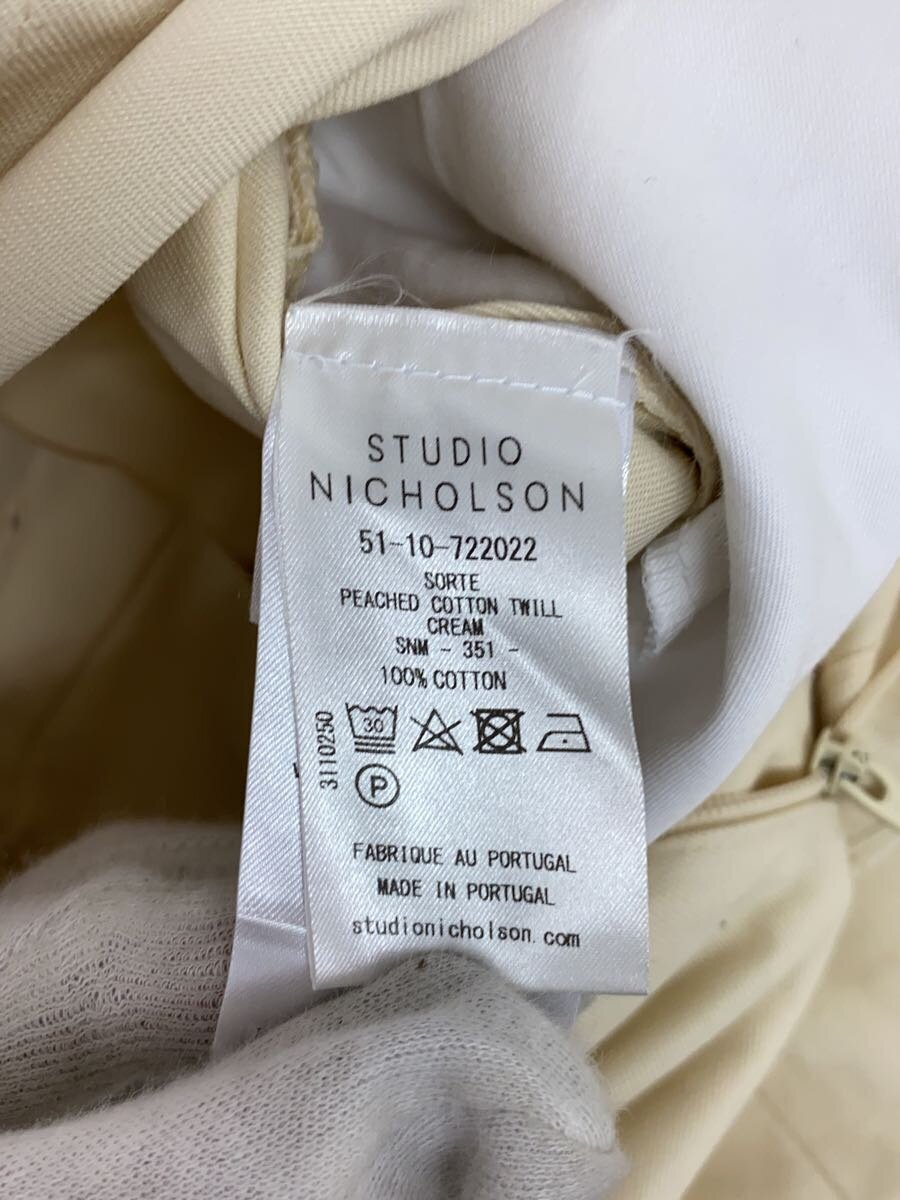 STUDIO
NICHOLSON
51-10-722022
SORTE
PEACHED COTTON TWILL
CREAM
SNM - 351 -
100% COTTON
3110250
30
P
FABRIQUE AU PORTUGAL
MADE IN PORTUGAL
studionicholson.com